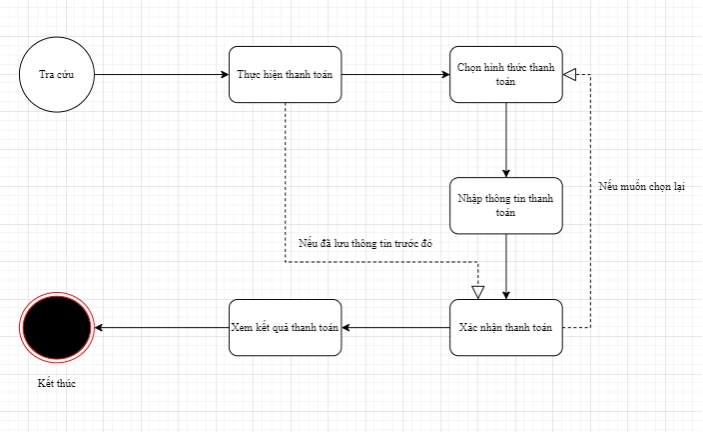 Tra cứu
Thực hiện thanh toán
Chọn hình thức thanh
toán
Nhập thông tin thanh
toán
Nếu muốn chọn lại
Nếu đã lưu thông tin trước đó
Xem kết quả thanh toán
Xác nhận thanh toán
Kết thúc